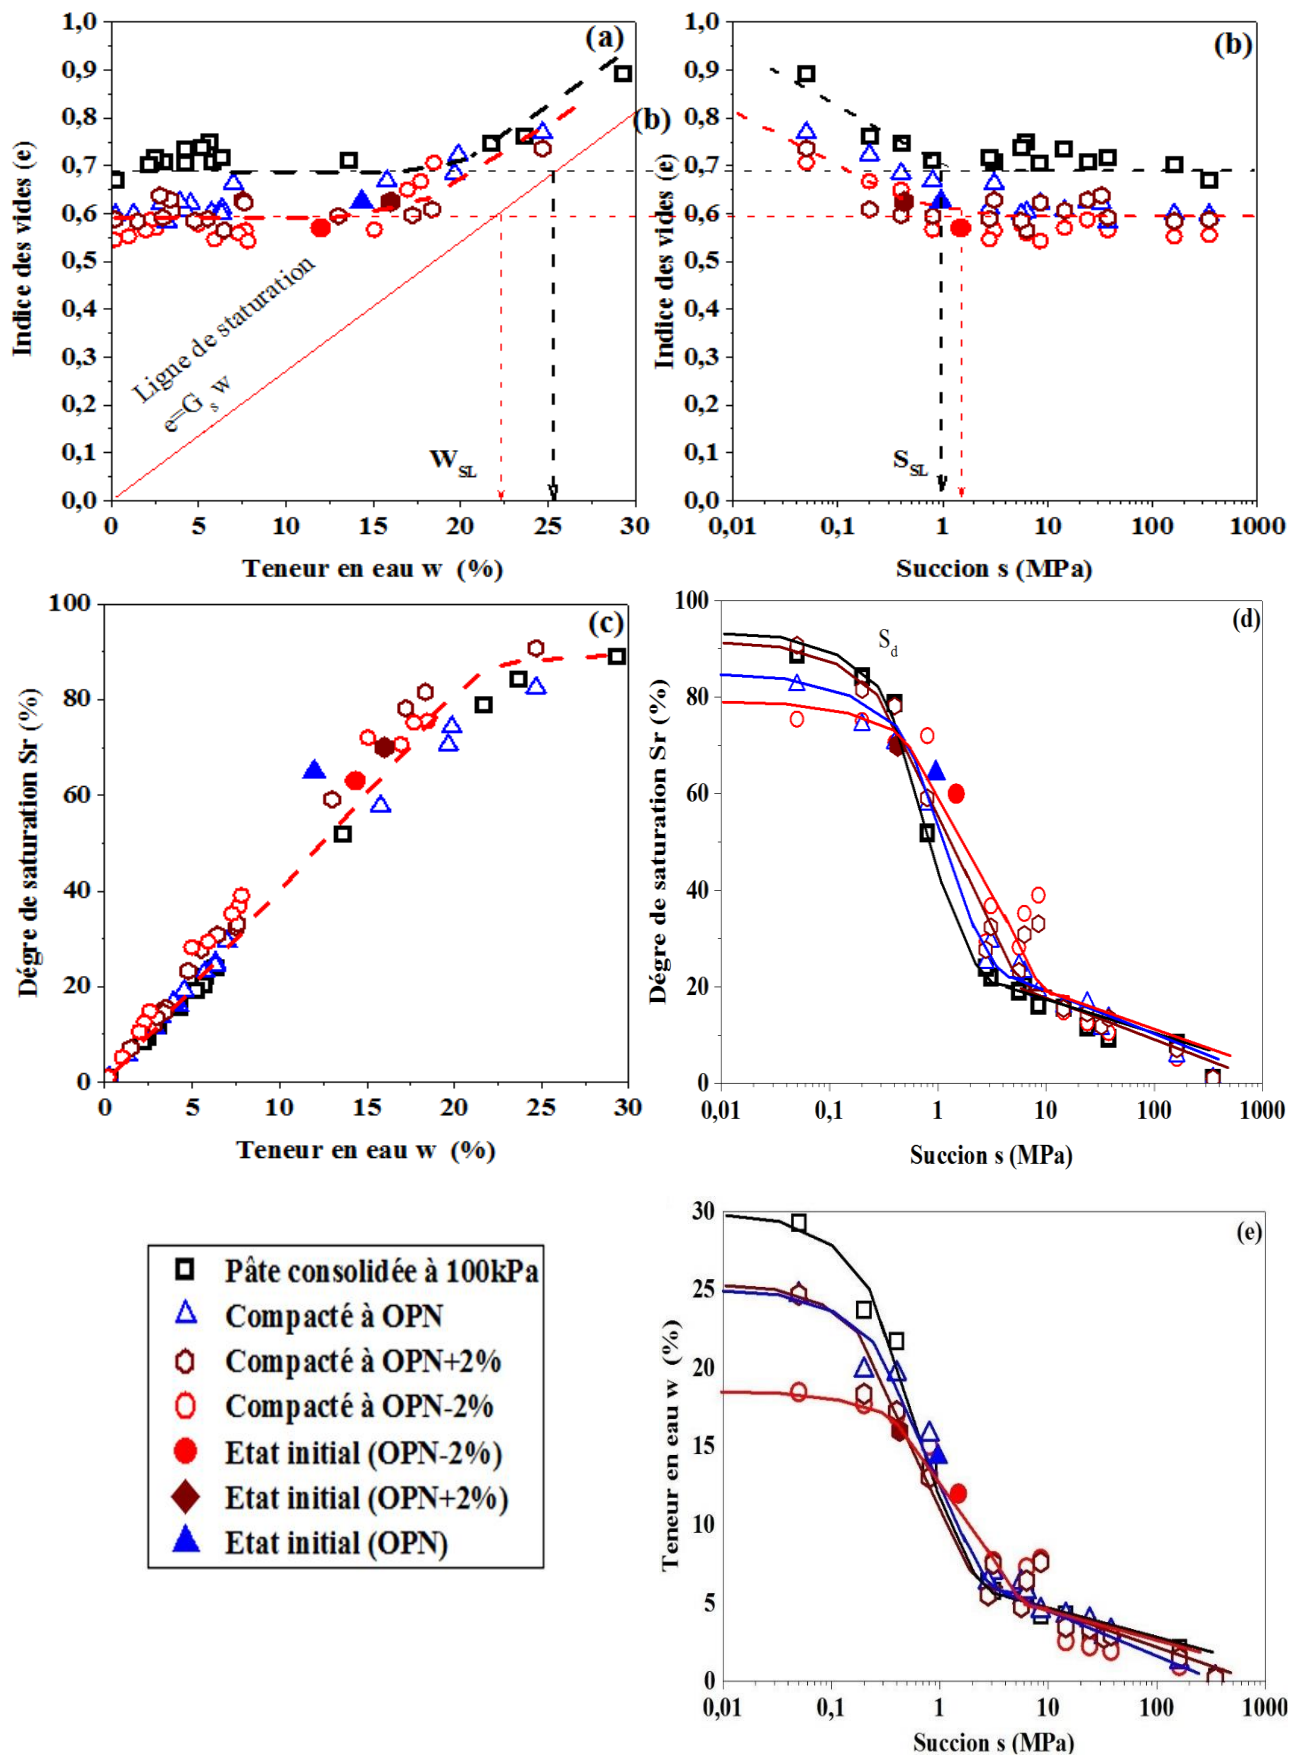 (a)
1,0
0,9
0,8
0,7
0,6
0,5
0,4
0,3
0,2
0,1
0,0
Indice des vides (e)
Ligne de staturation
e=G_s w
W_SL
0 5 10 15 20 25 30
Teneur en eau w (%)
(b)
(b)
1,0
0,9
0,8
0,7
0,6
0,5
0,4
0,3
0,2
0,1
0,0
Indice des vides (e)
S_SL
0,01 0,1 1 10 100 1000
Succion s (MPa)
(c)
100
80
60
40
20
0
Dégre de saturation Sr (%)
0 5 10 15 20 25 30
Teneur en eau w (%)
(d)
S_d
100
80
60
40
20
0
Dégre de saturation Sr (%)
0,01 0,1 1 10 100 1000
Succion s (MPa)
Pâte consolidée à 100kPa
Compacté à OPN
Compacté à OPN+2%
Compacté à OPN-2%
Etat initial (OPN-2%)
Etat initial (OPN+2%)
Etat initial (OPN)
(e)
30
25
20
15
10
5
0
Teneur en eau w (%)
0,01 0,1 1 10 100 1000
Succion s (MPa)